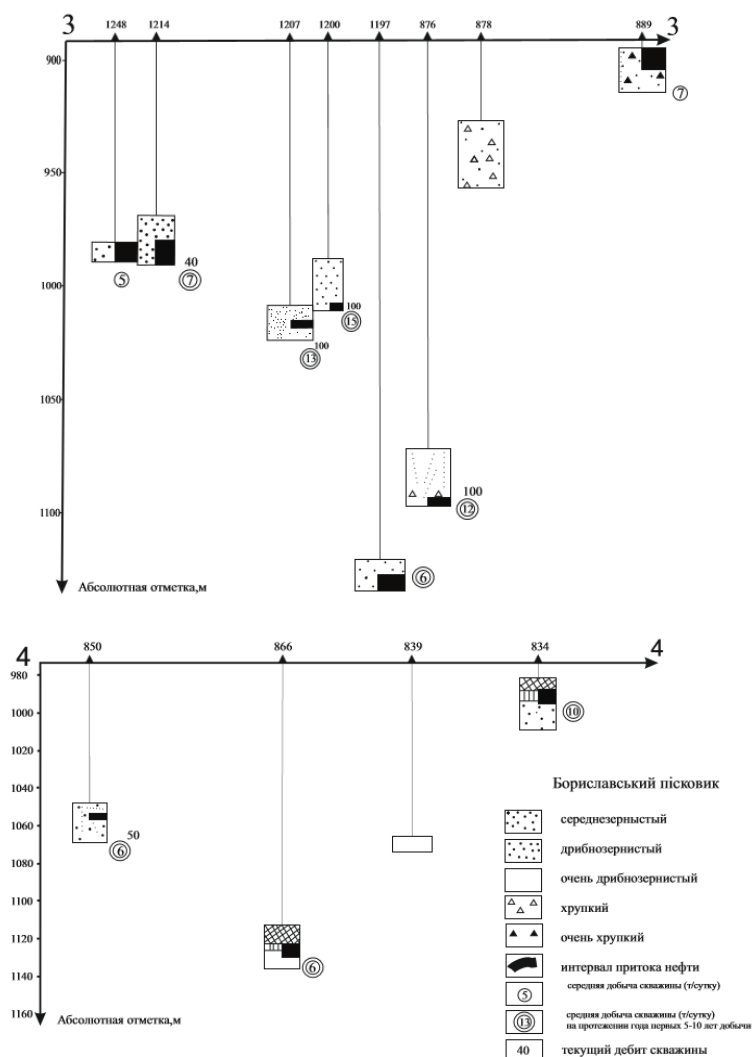 3 1248 1214 1207 1200 1197 876 878 889 3
900
7
950
5
40
7
1000
100
15
100
13
1050
100
12
1100
6
Абсолютная отметка,м
4 850 866 839 834 4
980
10
1000
1020
1040
50
6
1060
1080
1100
1120
6
1140
1160
Абсолютная отметка,м
Бориславський пісковик
середнезерныстый
дрибнозернистый
очень дрибнозернистый
хрупкий
очень хрупкий
интервал притока нефти
5 середняя добыча скважины (т/сутку)
13 средняя добыча скважины (т/сутку)
на протяжении года первых 5-10 лет добычи
40 текущий дебит скважины